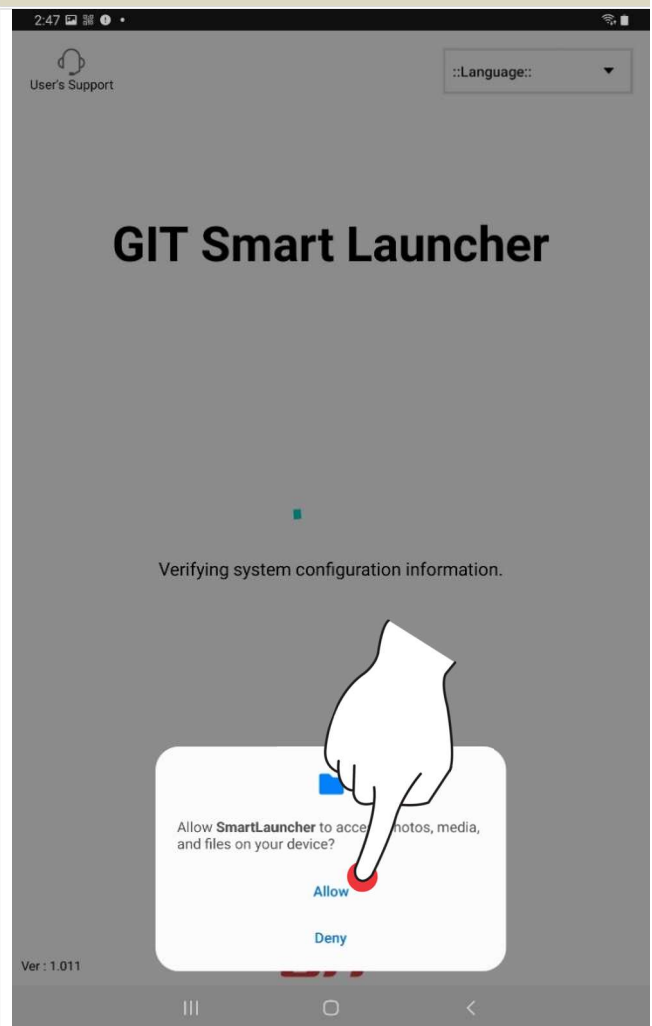 2:47
User's Support
::Language::
GIT Smart Launcher
Verifying system configuration information.
Allow SmartLauncher to photos, media,
and files on your device?
Allow
Deny
Ver : 1.011